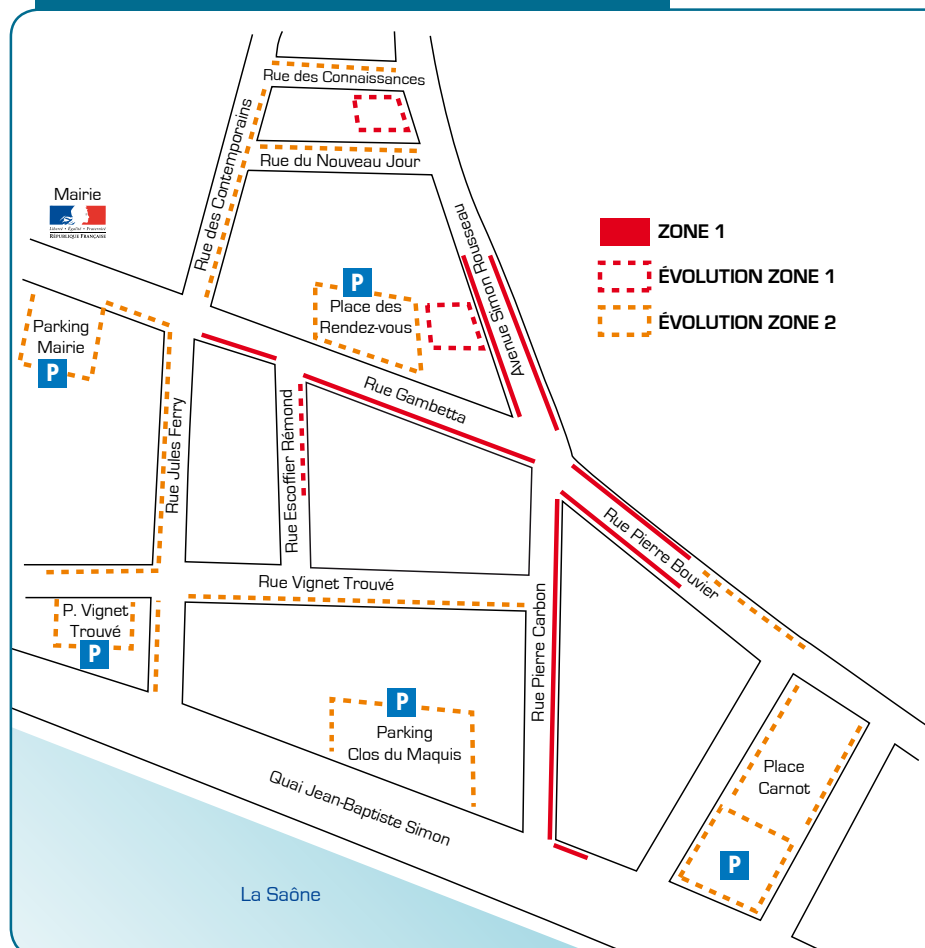 Rue des Connaissances
Rue des Contemporains
Rue du Nouveau Jour
Mairie
Liberté • Égalité • Fraternité
RÉPUBLIQUE FRANÇAISE
Avenue Simon Rousseau
ZONE 1
ÉVOLUTION ZONE 1
ÉVOLUTION ZONE 2
P
Place des
Rendez-vous
Parking
Mairie
P
Rue Gambetta
Rue Jules Ferry
Rue Escoffier Rémond
Rue Pierre Bouvier
Rue Vignet Trouvé
P. Vignet
Trouvé
P
Rue Pierre Carbon
P
Parking
Clos du Maquis
Place
Carnot
P
Quai Jean-Baptiste Simon
La Saône